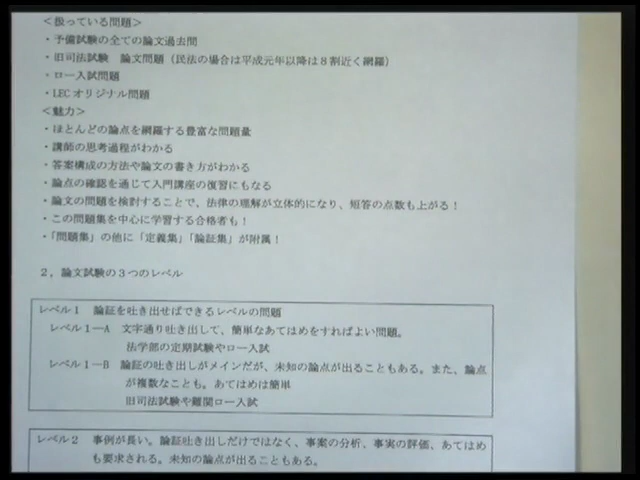 ＜扱っている問題＞
・予備試験の全ての論文過去問
・旧司法試験　論文問題（民法の場合は平成元年以降は８割近く網羅）
・ロー入試問題
・LECオリジナル問題
＜魅力＞
・ほとんどの論点を網羅する豊富な問題量
・講師の思考過程がわかる
・答案構成の方法や論文の書き方がわかる
・論点の確認を通じて入門講座の復習にもなる
・論文の問題を検討することで、法律の理解が立体的になり、短答の点数も上がる！
・この問題集を中心に学習する合格者も！
・「問題集」の他に「定義集」「論証集」が附属！
２，論文試験の３つのレベル
レベル１　論証を吐き出せばできるレベルの問題
レベル１―A　文字通り吐き出して、簡単なあてはめをすればよい問題。
法学部の定期試験やロー入試
レベル１―B　論証の吐き出しがメインだが、未知の論点が出ることもある。また、論点
が複数なことも。あてはめは簡単
旧司法試験や難関ロー入試
レベル２　事例が長い。論証吐き出しだけではなく、事案の分析、事実の評価、あてはめ
も要求される。未知の論点が出ることもある。